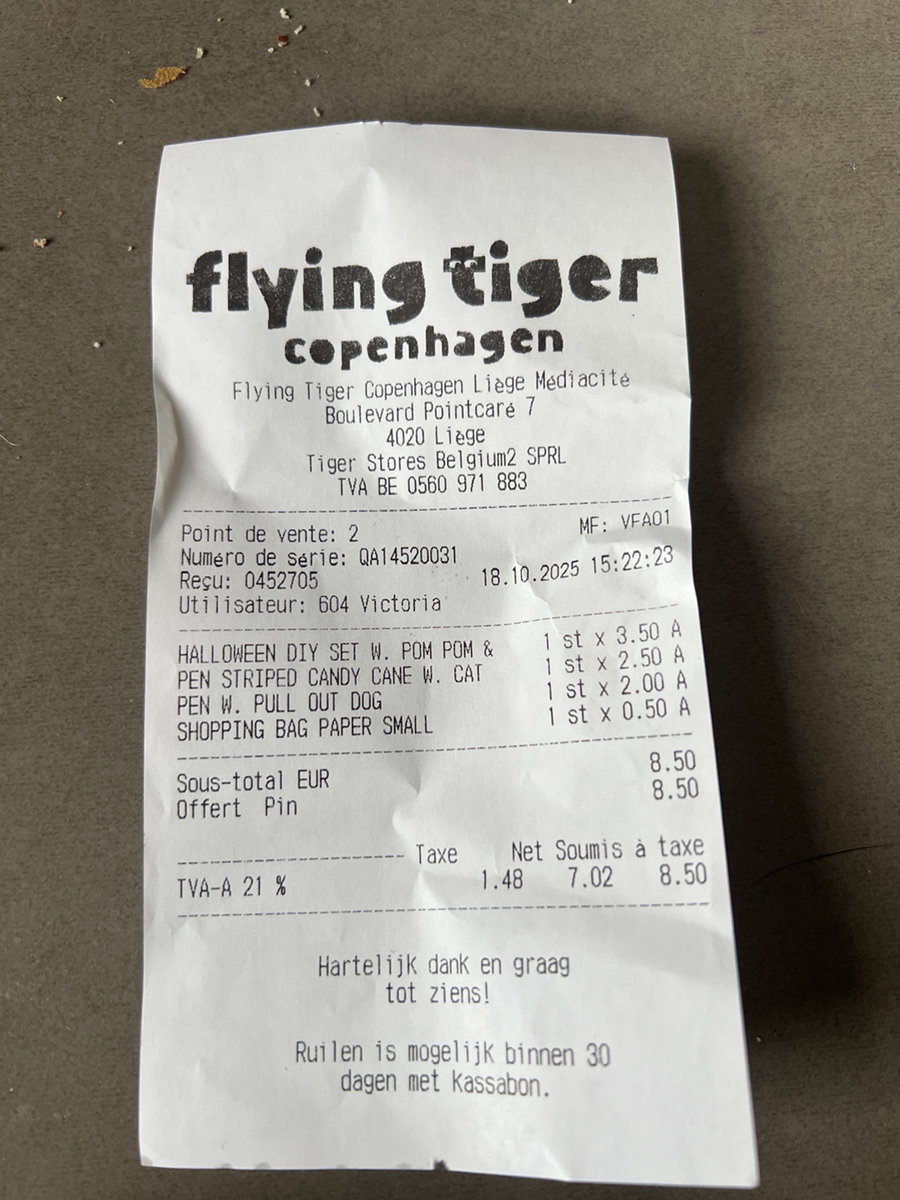 flying tiger
copenhagen
Flying Tiger Copenhagen Liège Médiacité
Boulevard Pointcaré 7
4020 Liège
Tiger Stores Belgium2 SPRL
TVA BE 0560 971 883
Point de vente: 2 MF: VFA01
Numéro de série: QA14520031
Reçu: 0452705 18.10.2025 15:22:23
Utilisateur: 604 Victoria
HALLOWEEN DIY SET W. POM POM & 1 st x 3.50 A
PEN STRIPED CANDY CANE W. CAT 1 st x 2.50 A
PEN W. PULL OUT DOG 1 st x 2.00 A
SHOPPING BAG PAPER SMALL 1 st x 0.50 A
Sous-total EUR 8.50
Offert Pin 8.50
Taxe Net Soumis à taxe
TVA-A 21 % 1.48 7.02 8.50
Hartelijk dank en graag
tot ziens!
Ruilen is mogelijk binnen 30
dagen met Kassabon.